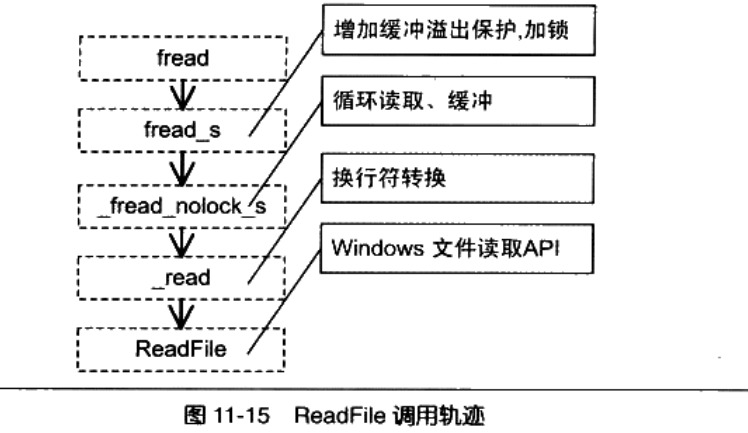 fread
增加缓冲溢出保护,加锁
fread_s
循环读取、缓冲
_fread_nolock_s
换行符转换
_read
Windows 文件读取API
ReadFile
图 11-15 ReadFile 调用轨迹